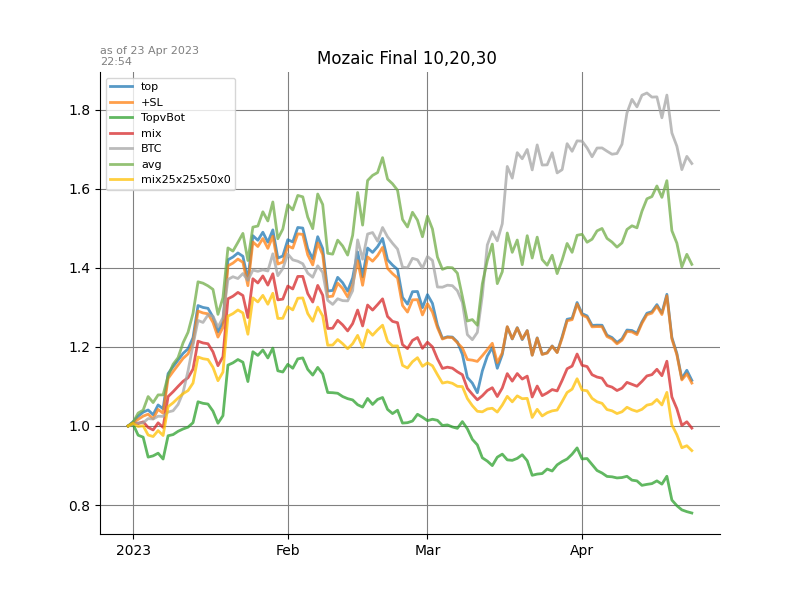 as of 23 Apr 2023
22:54
Mozaic Final 10,20,30
top
+SL
TopvBot
mix
BTC
avg
mix25x25x50x0
1.8
1.6
1.4
1.2
1.0
0.8
2023 Feb Mar Apr